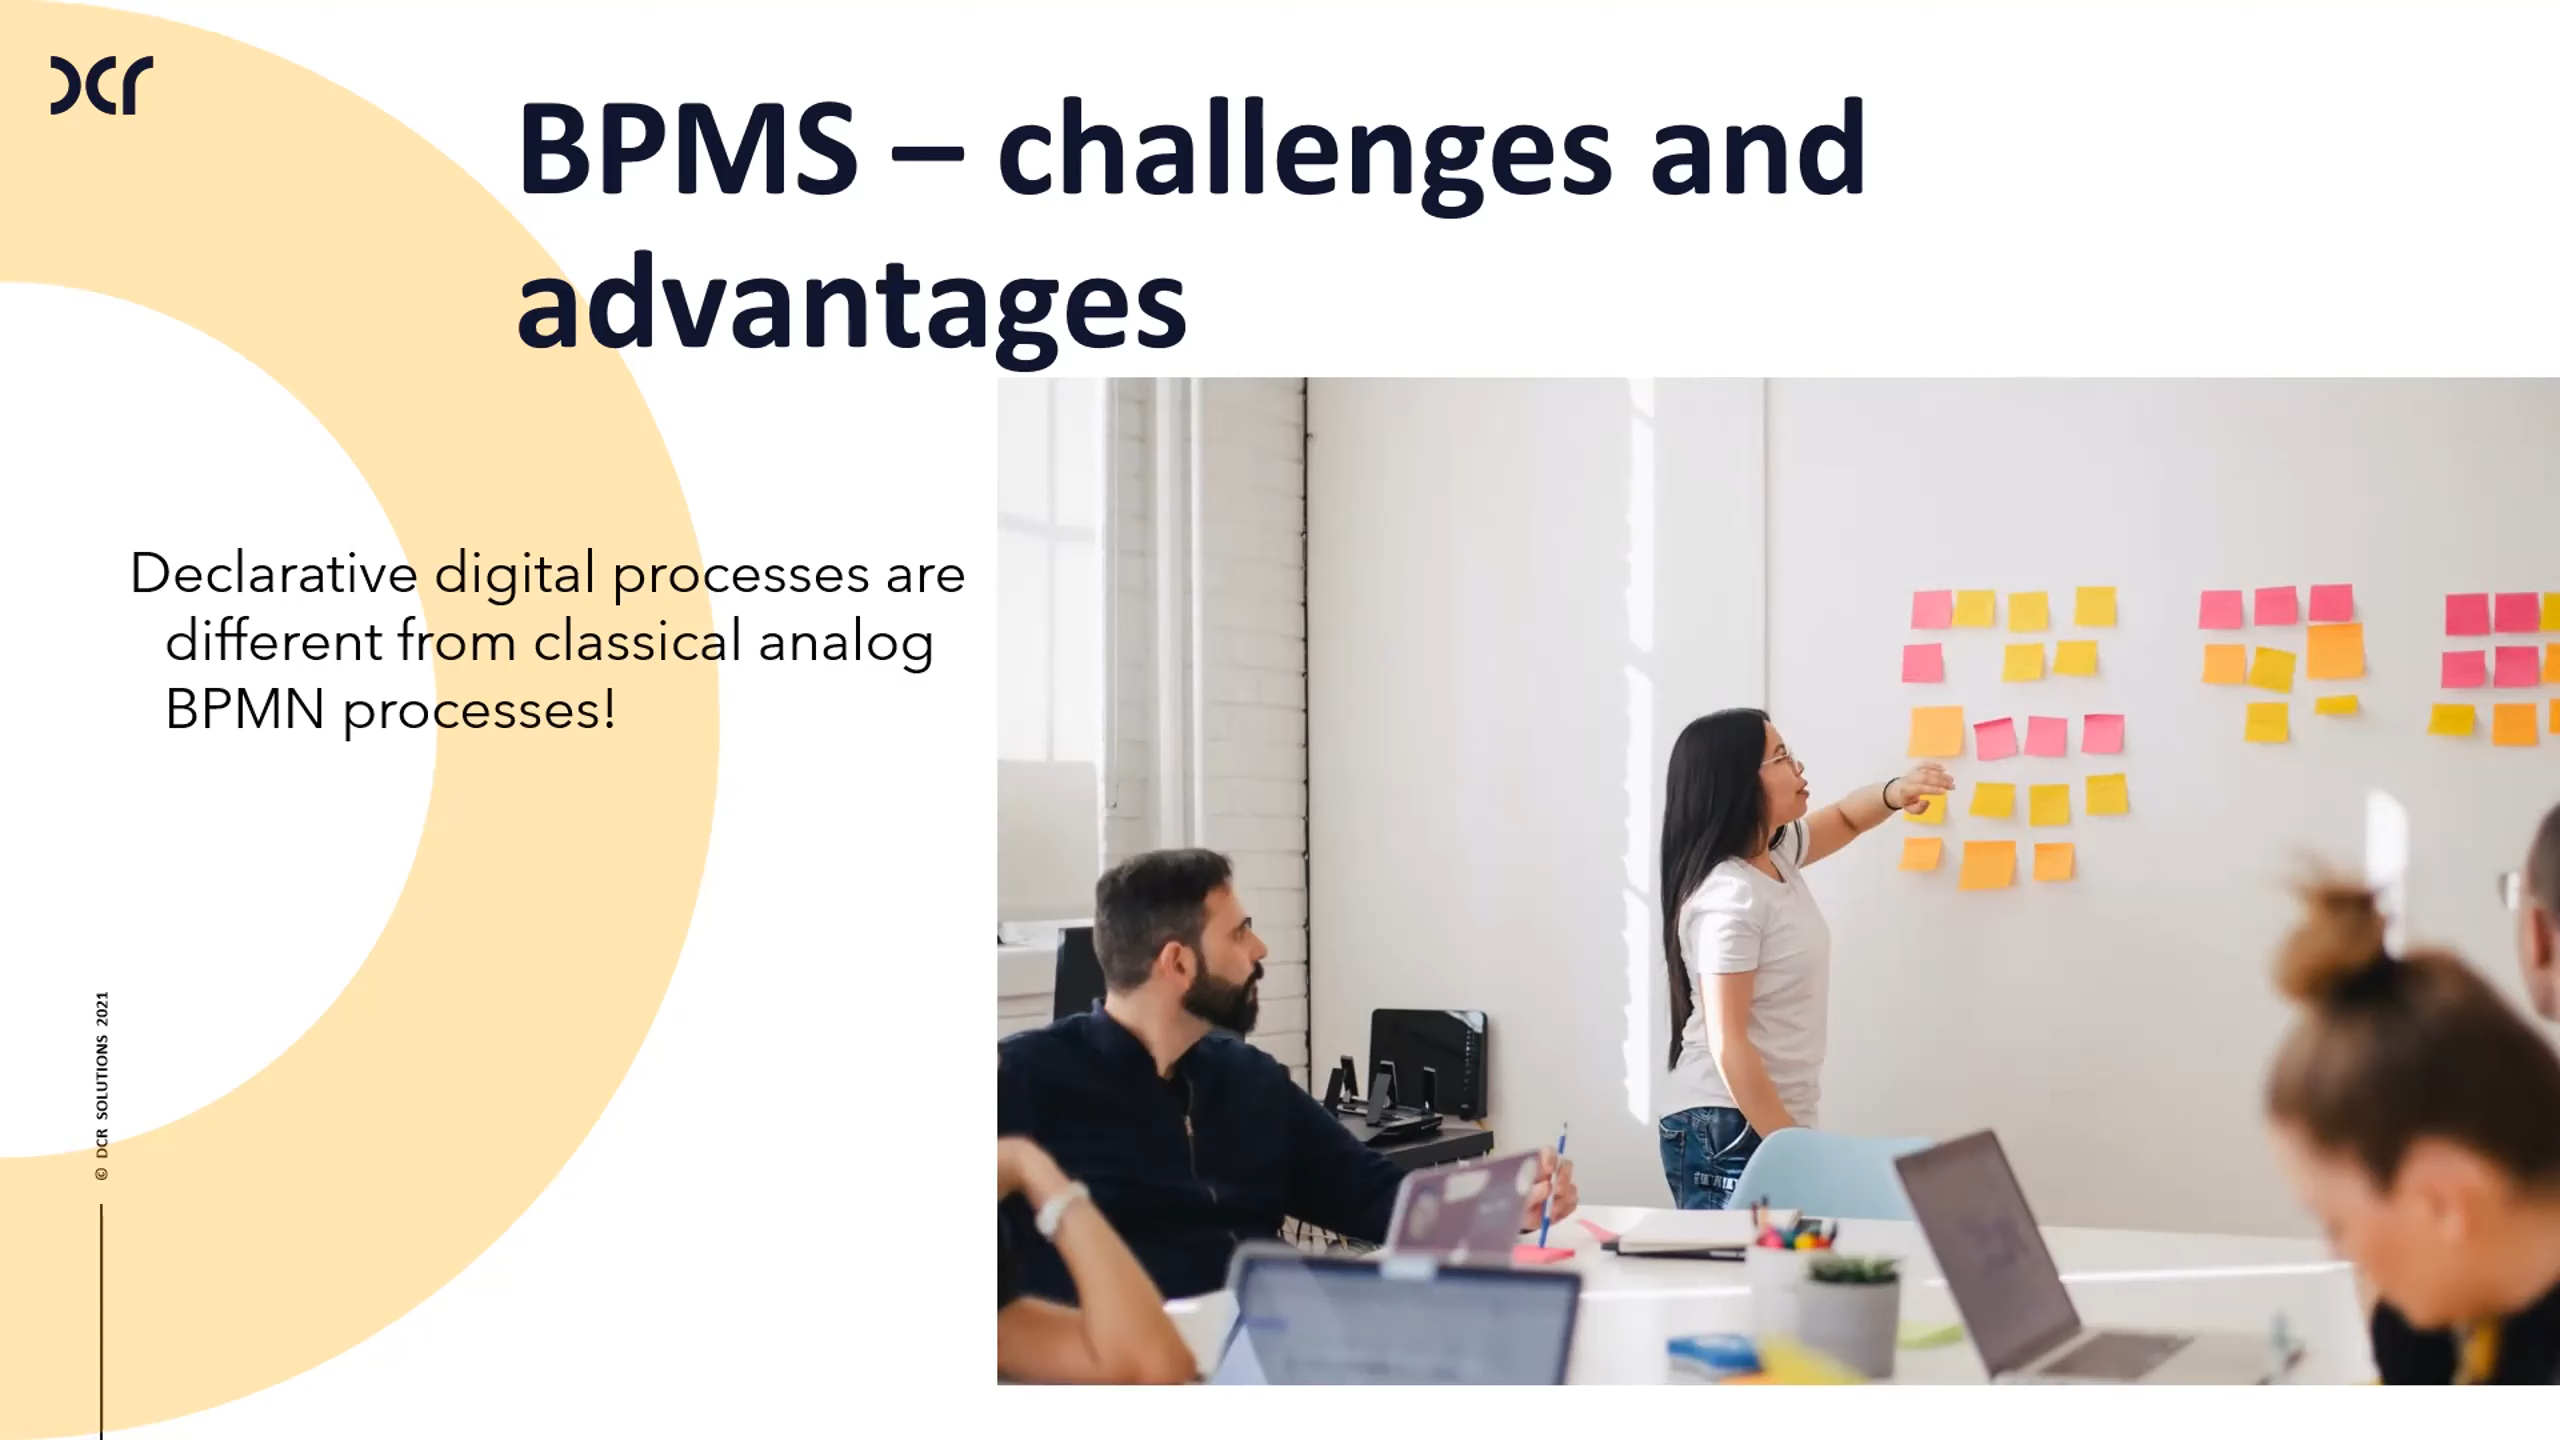 DCR
BPMS – challenges and
advantages
Declarative digital processes are
different from classical analog
BPMN processes!
© DCR SOLUTIONS 2021